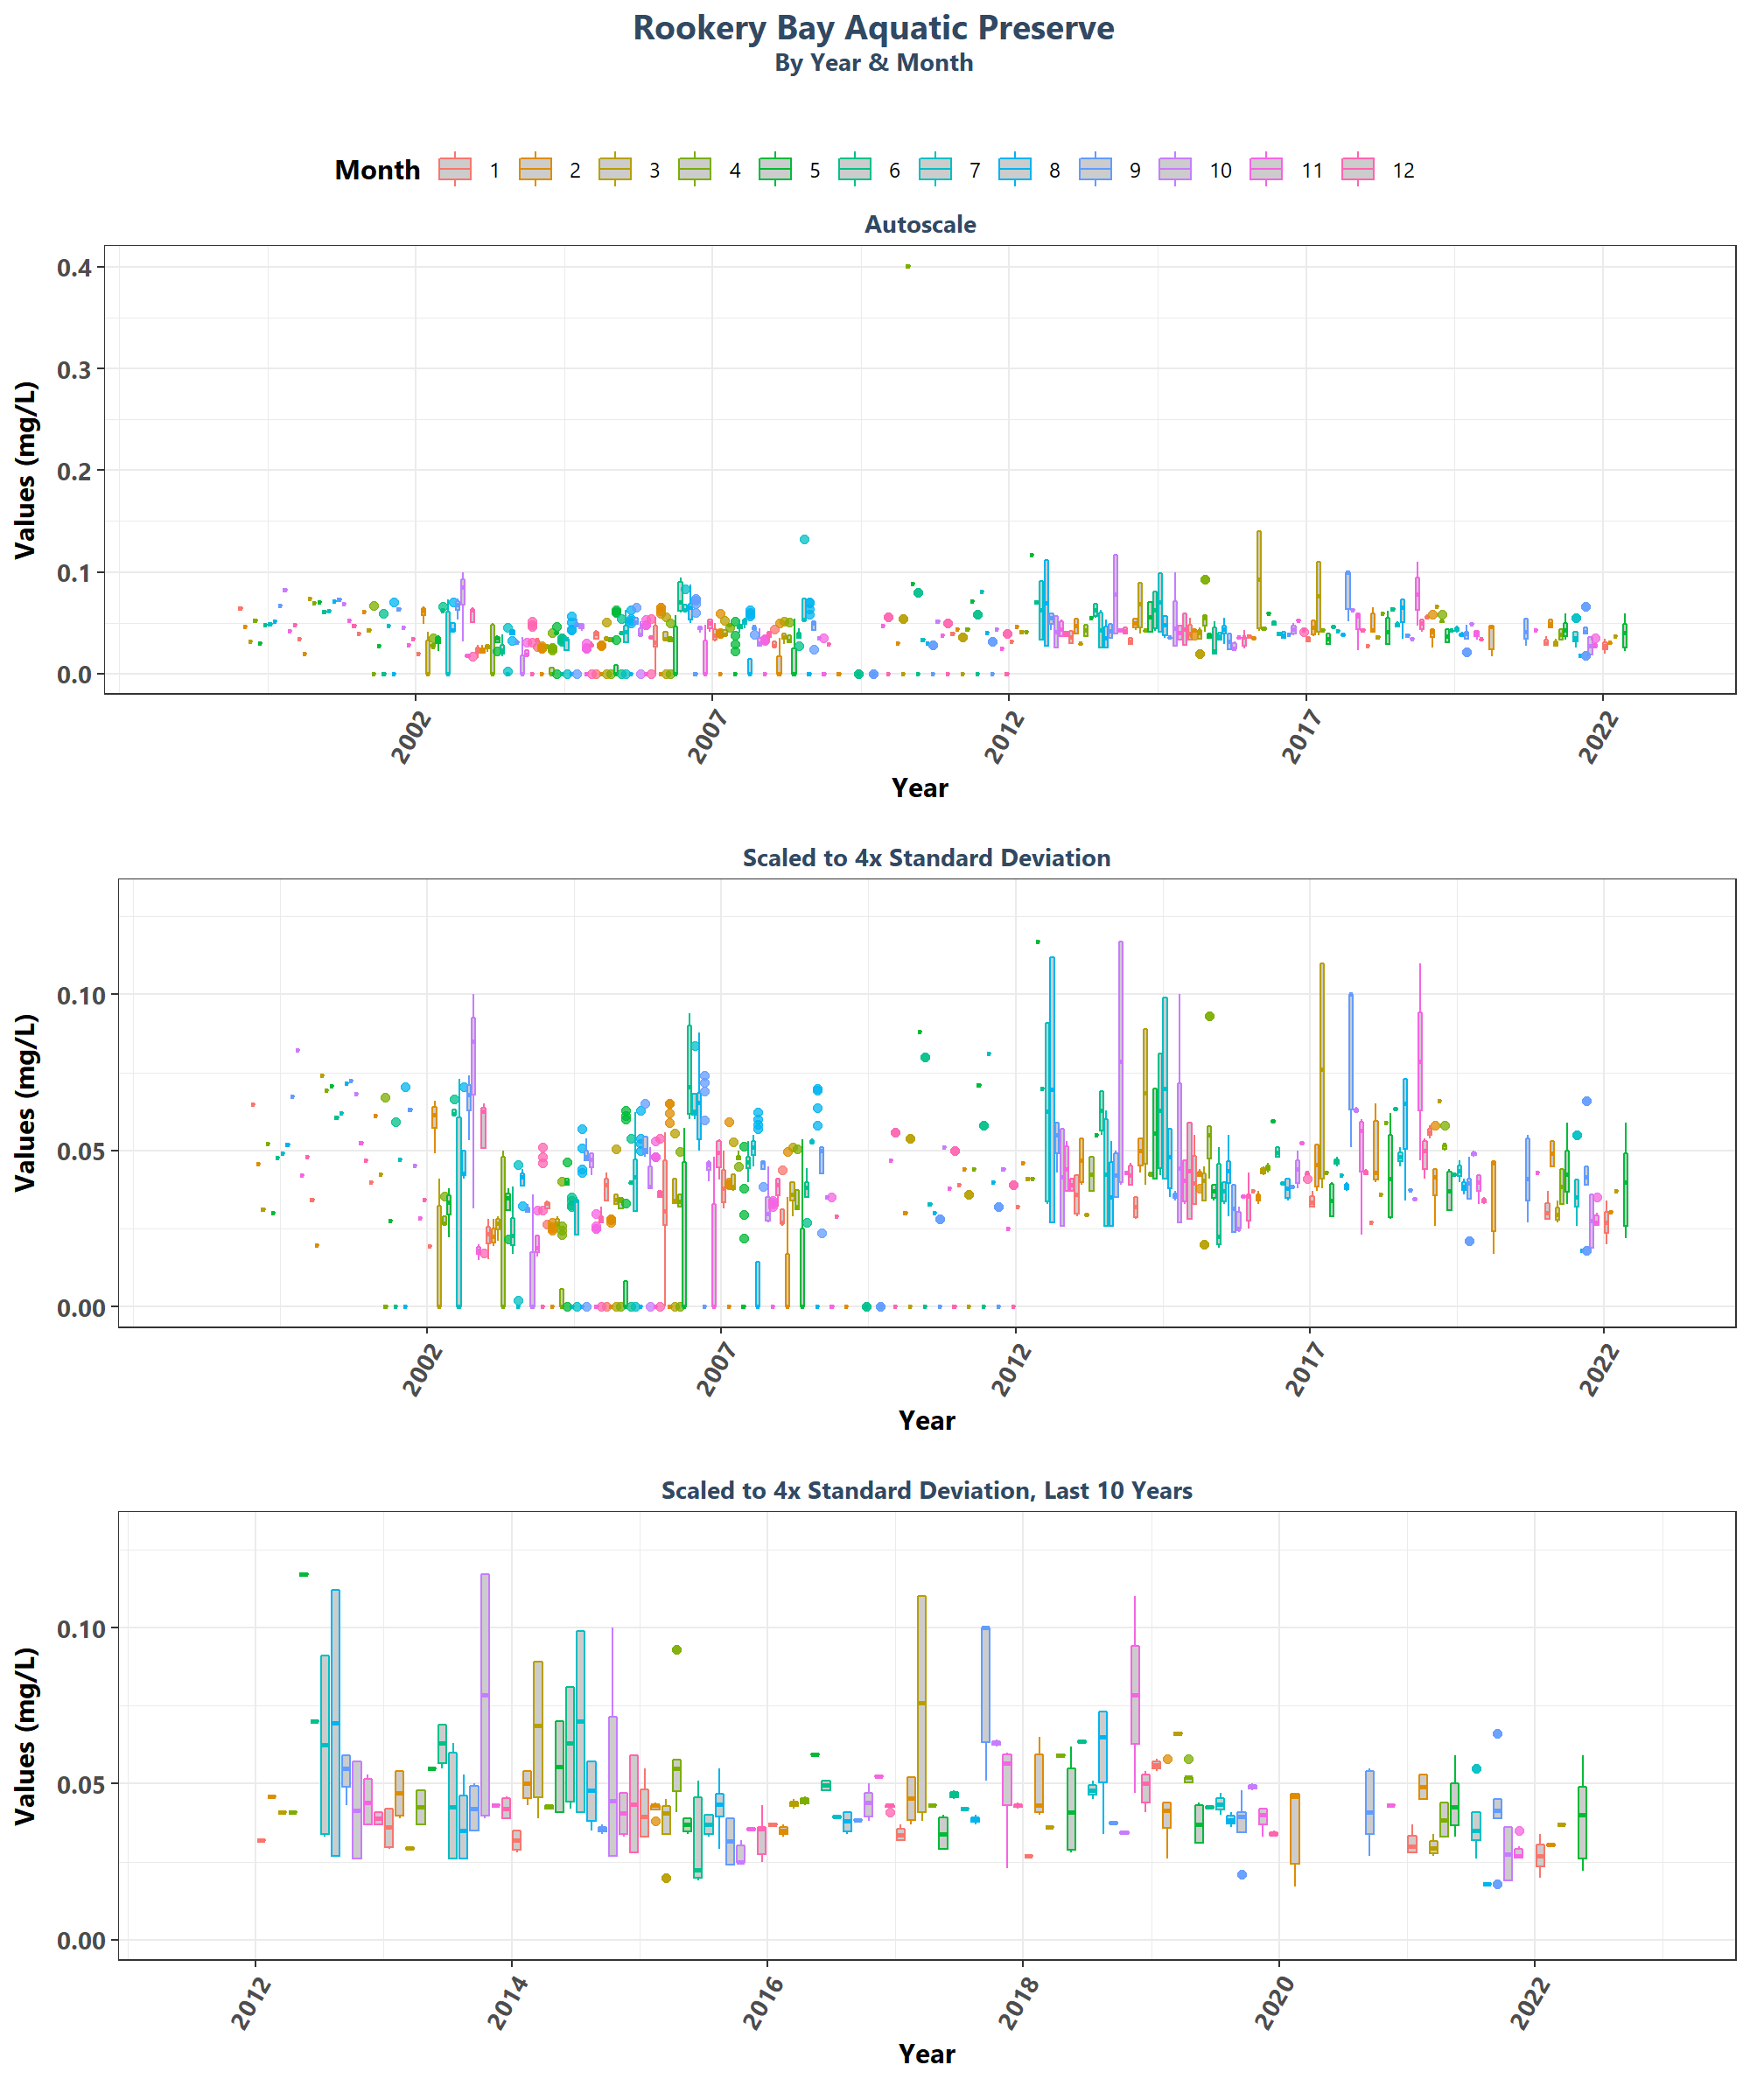 Rookery Bay Aquatic Preserve
By Year & Month
Month 1 2 3 4 5 6 7 8 9 10 11 12
Autoscale
Values (mg/L)
0.4
0.3
0.2
0.1
0.0
2002 2007 2012 2017 2022
Year
Scaled to 4x Standard Deviation
Values (mg/L)
0.10
0.05
0.00
2002 2007 2012 2017 2022
Year
Scaled to 4x Standard Deviation, Last 10 Years
Values (mg/L)
0.10
0.05
0.00
2012 2014 2016 2018 2020 2022
Year